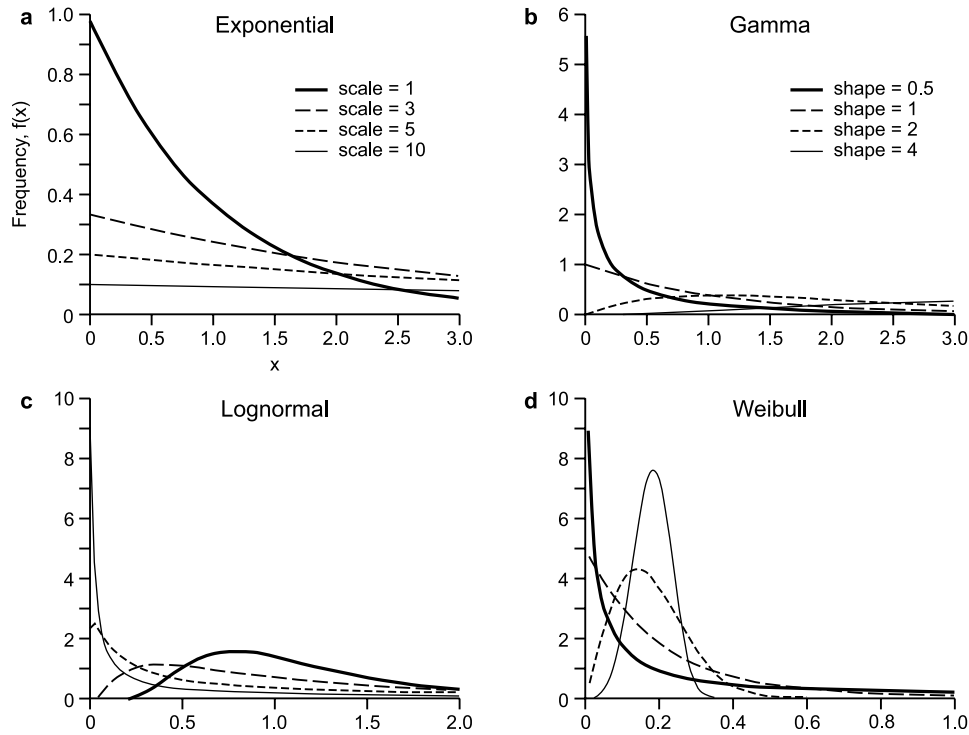 a
Exponential
1.0
0.8
0.6
0.4
0.2
0
Frequency, f(x)
scale = 1
scale = 3
scale = 5
scale = 10
0 0.5 1.0 1.5 2.0 2.5 3.0
x
b
Gamma
6
5
4
3
2
1
0
shape = 0.5
shape = 1
shape = 2
shape = 4
0 0.5 1.0 1.5 2.0 2.5 3.0
c
Lognormal
10
8
6
4
2
0
0 0.5 1.0 1.5 2.0
d
Weibull
10
8
6
4
2
0
0 0.2 0.4 0.6 0.8 1.0